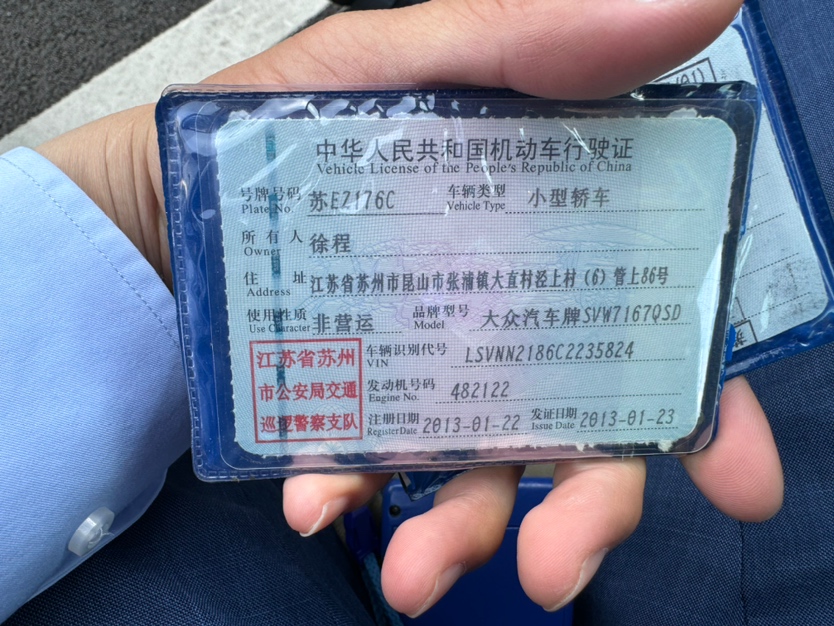 中华人民共和国机动车行驶证
Vehicle License of the People's Republic of China
号牌号码 苏EZ176C 车辆类型 小型轿车
Plate No. Vehicle Type
所有人 徐程
Owner
住址 江苏省苏州市昆山市张浦镇大直村泾上村（6）管上86号
Address
使用性质 非营运 品牌型号 大众汽车牌SVW7167QSD
Use Character Model
江苏省苏州
市公安局交通
巡逻警察支队
车辆识别代号 LSVNN2186C2235824
VIN
发动机号码 482122
Engine No.
注册日期 2013-01-22 发证日期 2013-01-23
Register Date Issue Date